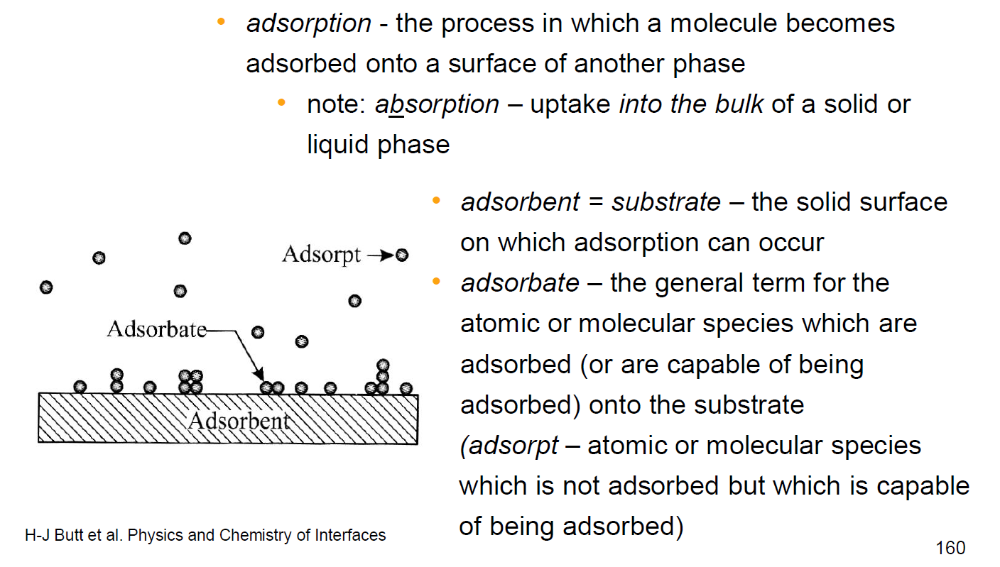 • adsorption - the process in which a molecule becomes
adsorbed onto a surface of another phase
• note: absorption – uptake into the bulk of a solid or
liquid phase
• adsorbent = substrate – the solid surface
on which adsorption can occur
• adsorbate – the general term for the
atomic or molecular species which are
adsorbed (or are capable of being
adsorbed) onto the substrate
(adsorpt – atomic or molecular species
which is not adsorbed but which is capable
of being adsorbed)
Adsorpt
Adsorbate
Adsorbent
H-J Butt et al. Physics and Chemistry of Interfaces
160